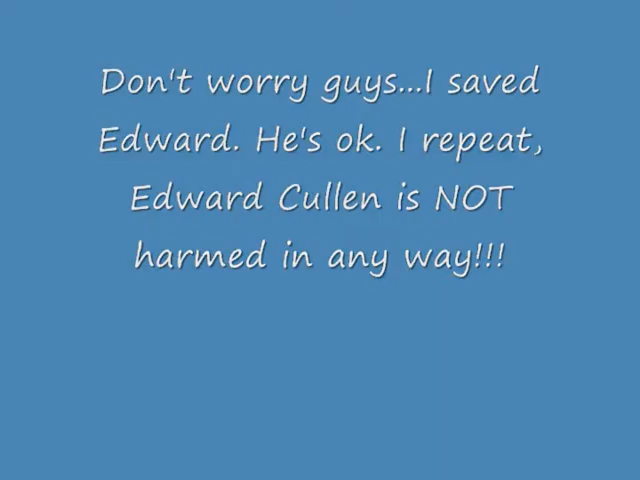 Don't worry guys...I saved
Edward. He's ok. I repeat,
Edward Cullen is NOT
harmed in any way!!!